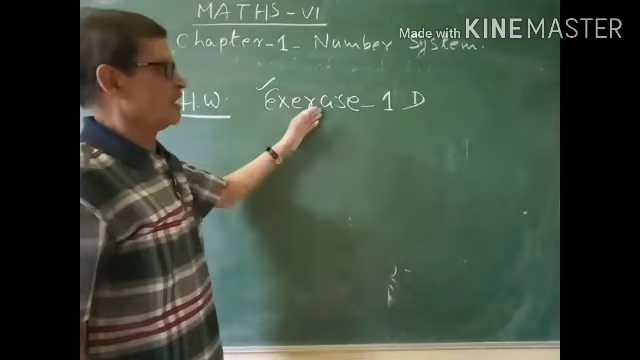 MATHS-VI
Chapter-1- Number System.
H.W. Exercise-1 D
Made with KINEMASTER